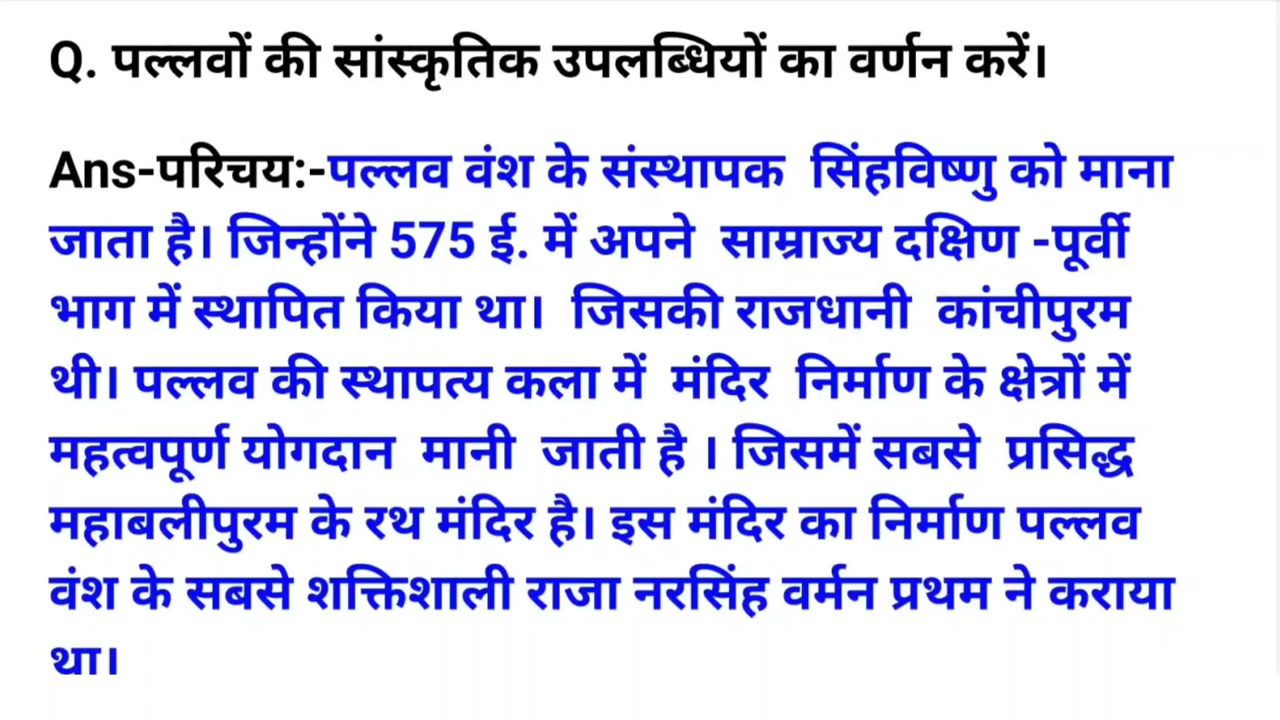 Q. पल्लवों की सांस्कृतिक उपलब्धियों का वर्णन करें।
Ans-परिचय:-पल्लव वंश के संस्थापक सिंहविष्णु को माना
जाता है। जिन्होंने 575 ई. में अपने साम्राज्य दक्षिण -पूर्वी
भाग में स्थापित किया था। जिसकी राजधानी कांचीपुरम
थी। पल्लव की स्थापत्य कला में मंदिर निर्माण के क्षेत्रों में
महत्वपूर्ण योगदान मानी जाती है । जिसमें सबसे प्रसिद्ध
महाबलीपुरम के रथ मंदिर है। इस मंदिर का निर्माण पल्लव
वंश के सबसे शक्तिशाली राजा नरसिंह वर्मन प्रथम ने कराया
था।